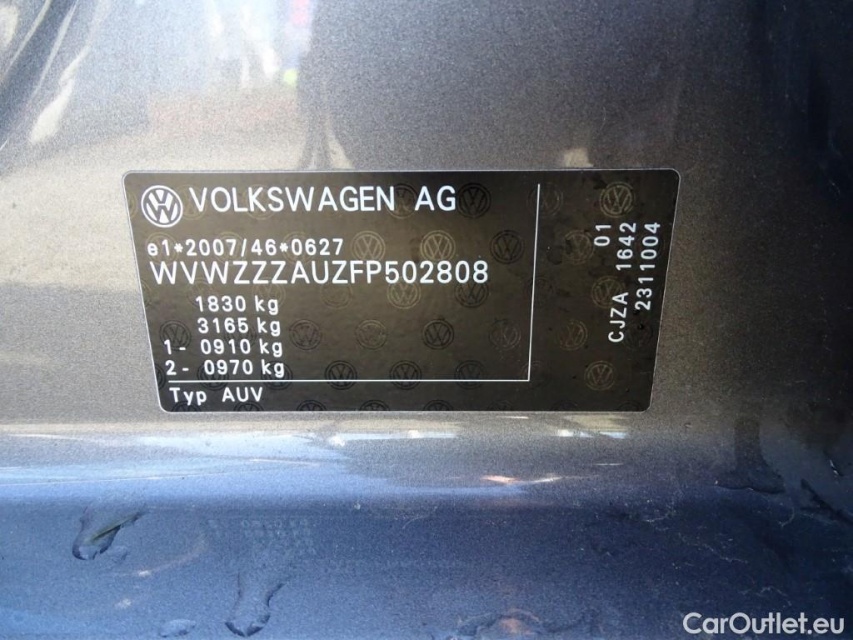 VOLKSWAGEN AG
e1*2007/46*0627
WVWZZZAUZFP502808
1830 kg
3165 kg
1- 0910 kg
2- 0970 kg
Typ AUV
01
CJZA 1642
2311004
CarOutlet.eu